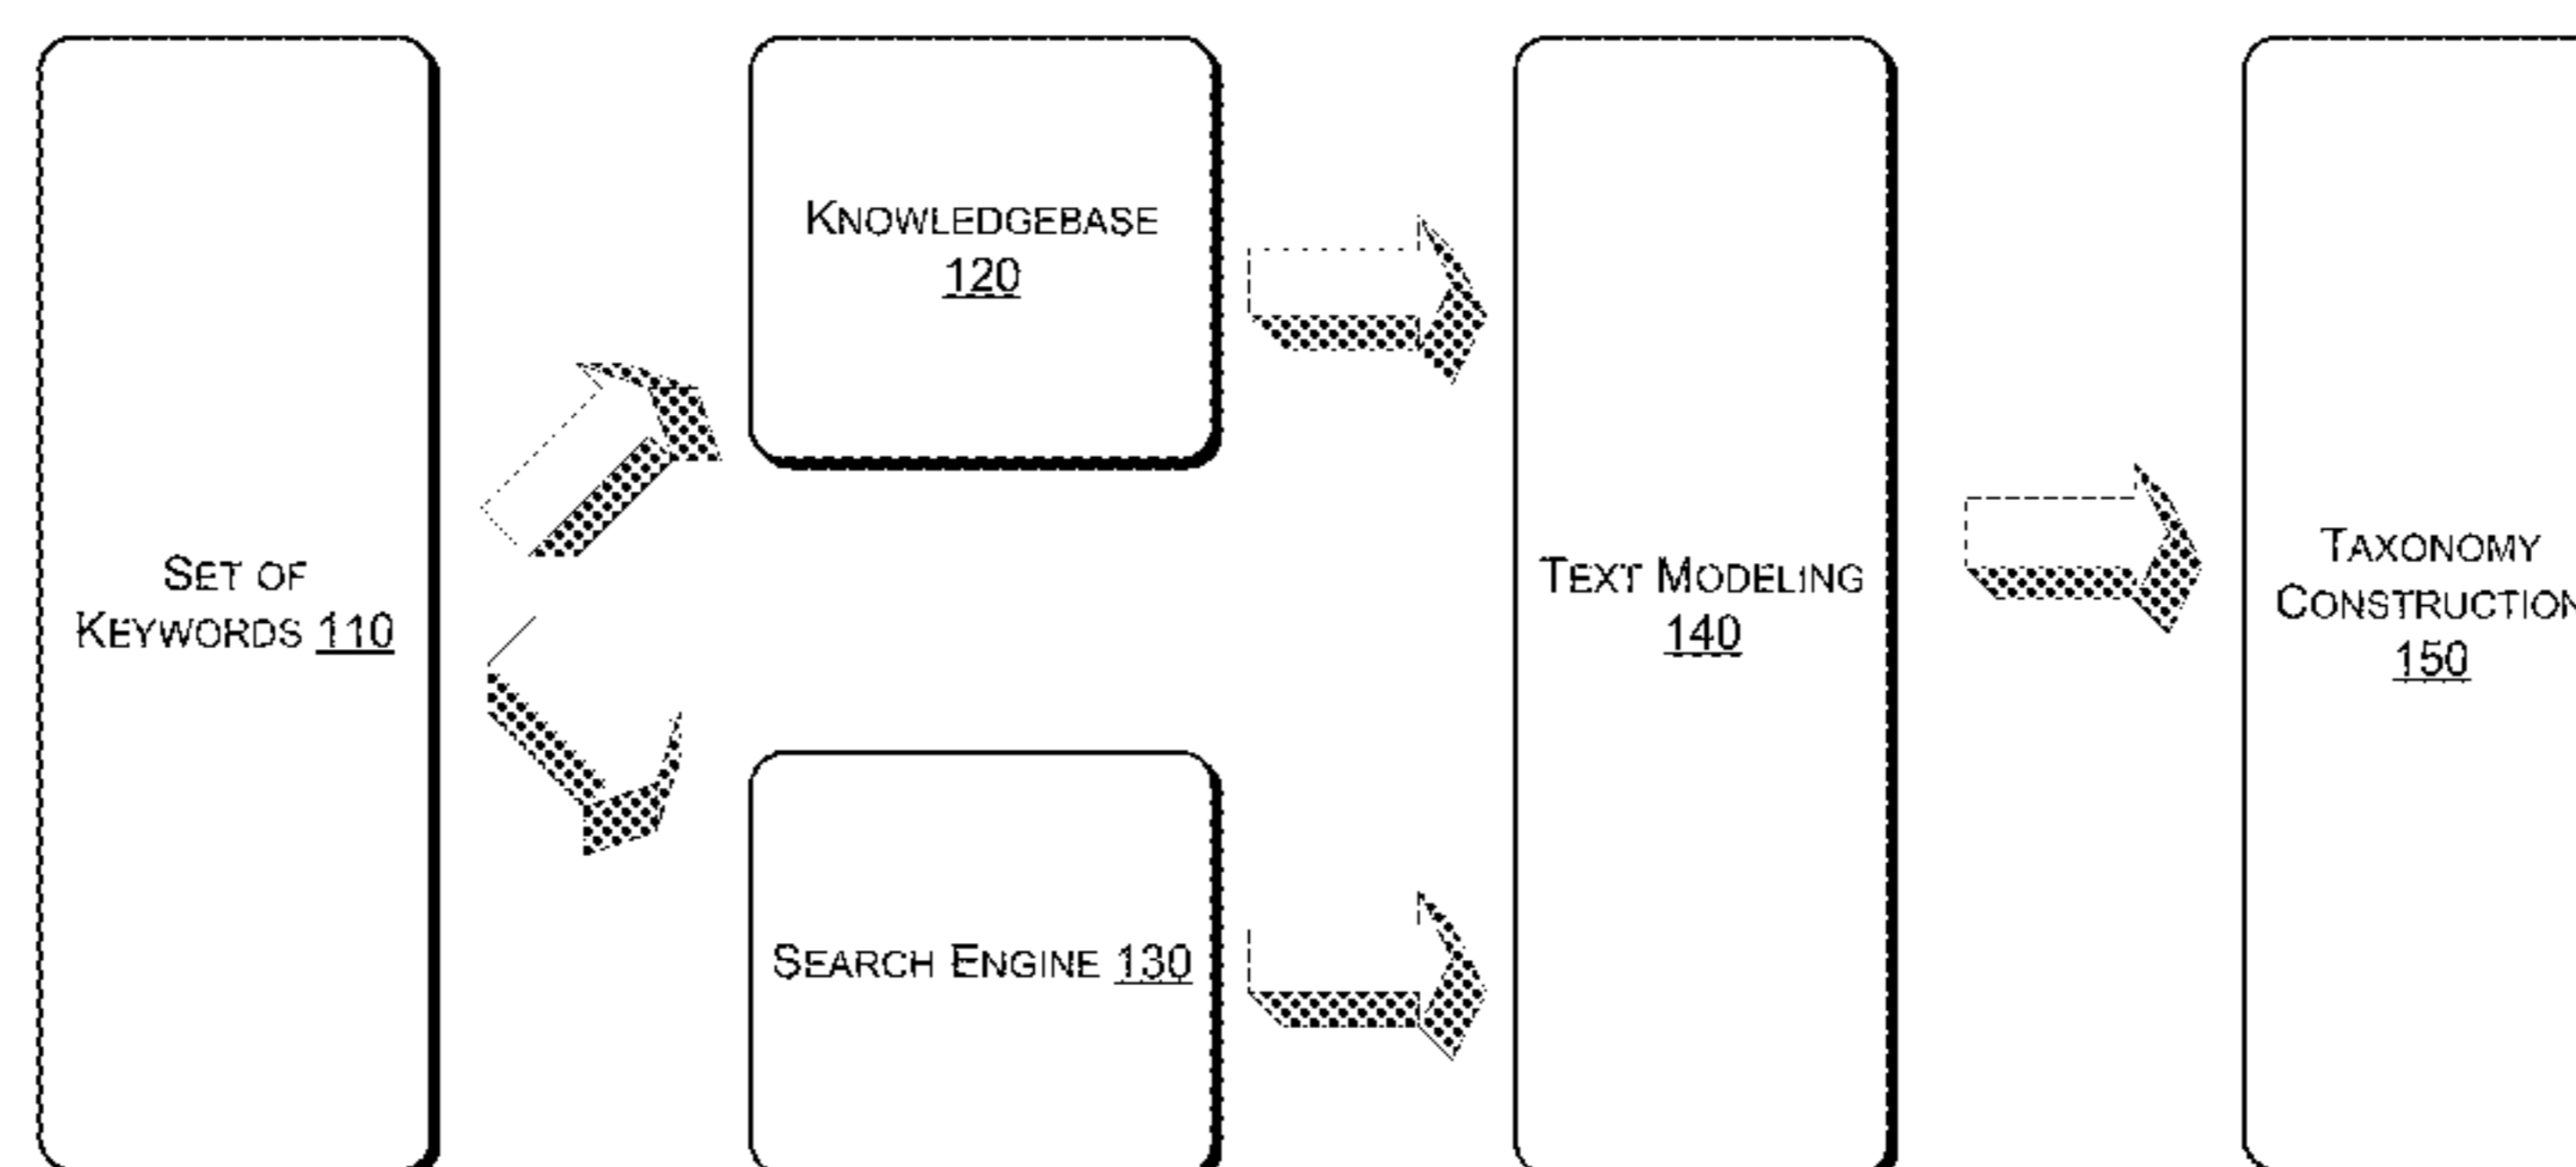 SET OF
KEYWORDS 110
KNOWLEDGEBASE
120
SEARCH ENGINE 130
TEXT MODELING
140
TAXONOMY
CONSTRUCTION
150